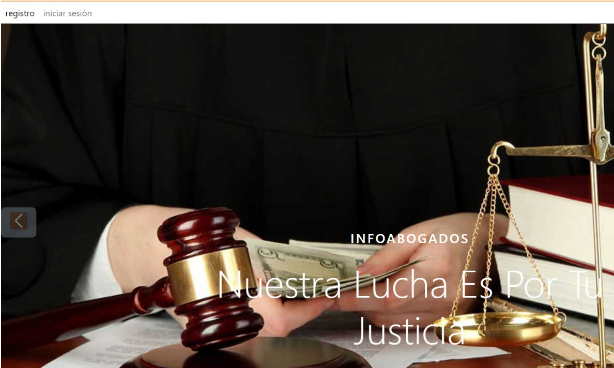 registro iniciar sesión
INFOABOGADOS
Nuestra Lucha Es Por Tu
Justicia